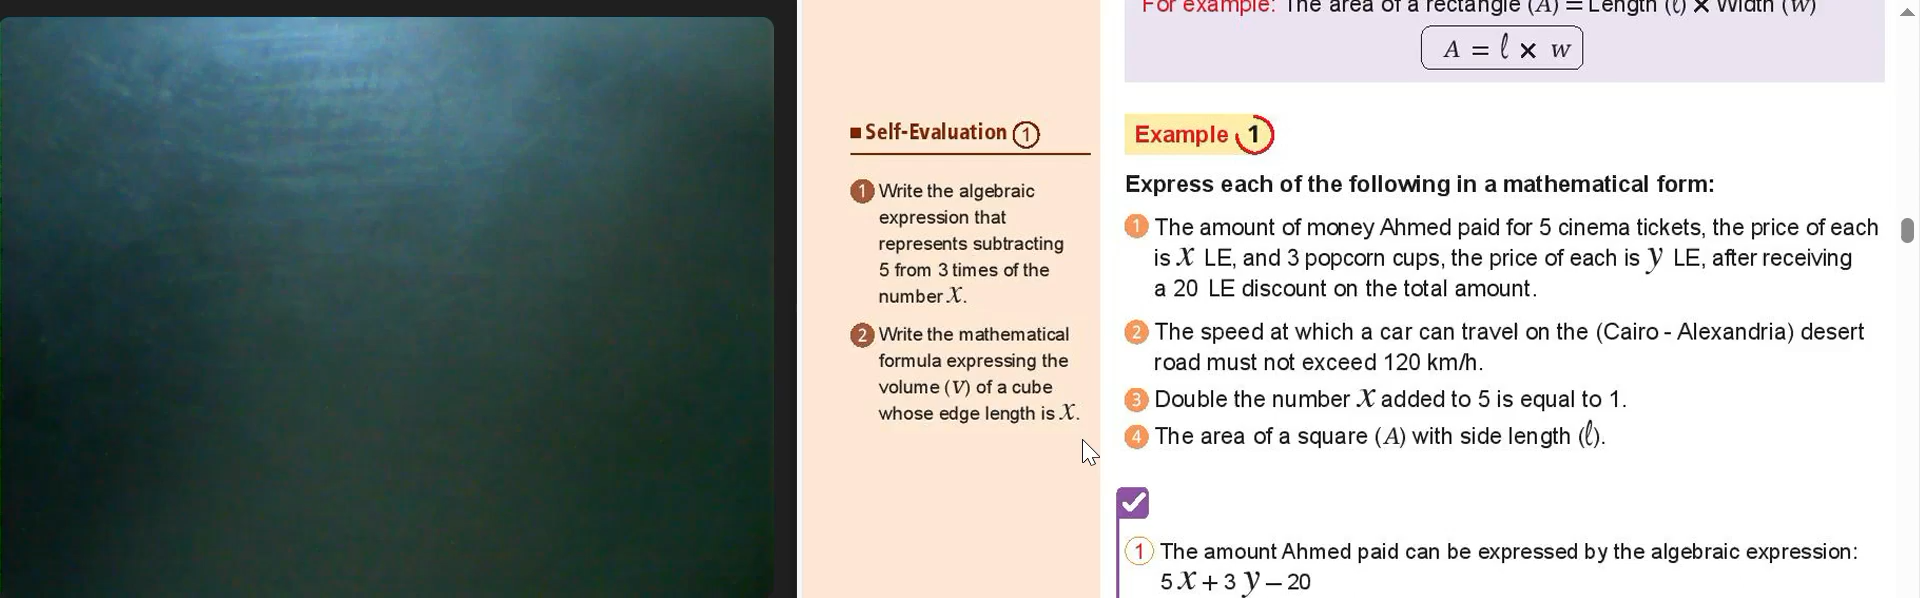 For example: The area of a rectangle (A) = Length (ℓ) × Width (w)
A = ℓ × w
■ Self-Evaluation 1
1 Write the algebraic
expression that
represents subtracting
5 from 3 times of the
number x.
2 Write the mathematical
formula expressing the
volume (V) of a cube
whose edge length is x.
Example 1
Express each of the following in a mathematical form:
1 The amount of money Ahmed paid for 5 cinema tickets, the price of each
is x LE, and 3 popcorn cups, the price of each is y LE, after receiving
a 20 LE discount on the total amount.
2 The speed at which a car can travel on the (Cairo - Alexandria) desert
road must not exceed 120 km/h.
3 Double the number x added to 5 is equal to 1.
4 The area of a square (A) with side length (ℓ).
1 The amount Ahmed paid can be expressed by the algebraic expression:
5x + 3y – 20